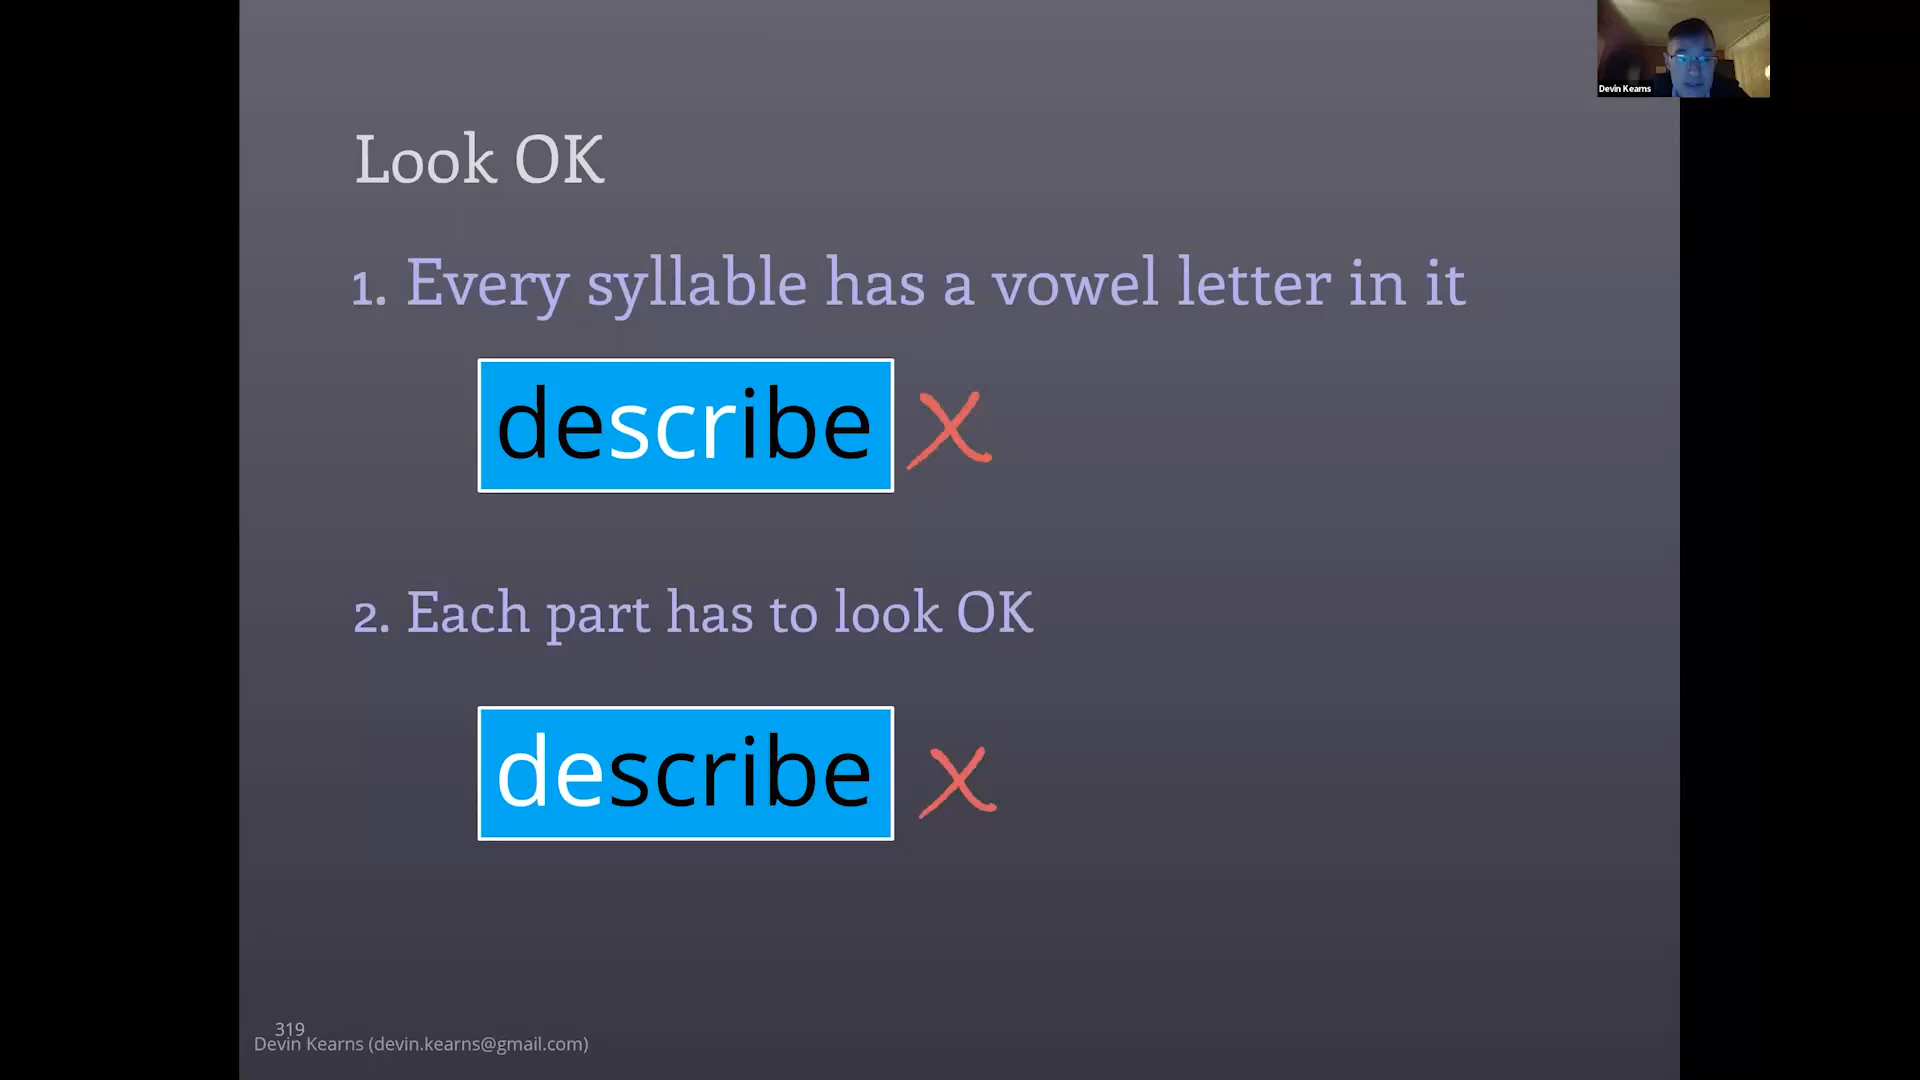 Devin Kearns
Look OK
1. Every syllable has a vowel letter in it
describe X
2. Each part has to look OK
describe X
319
Devin Kearns (devin.kearns@gmail.com)